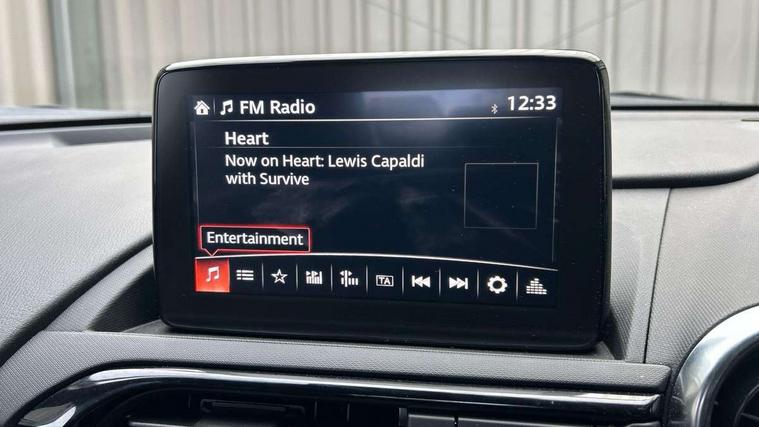 FM Radio
12:33
Heart
Now on Heart: Lewis Capaldi
with Survive
Entertainment
TA